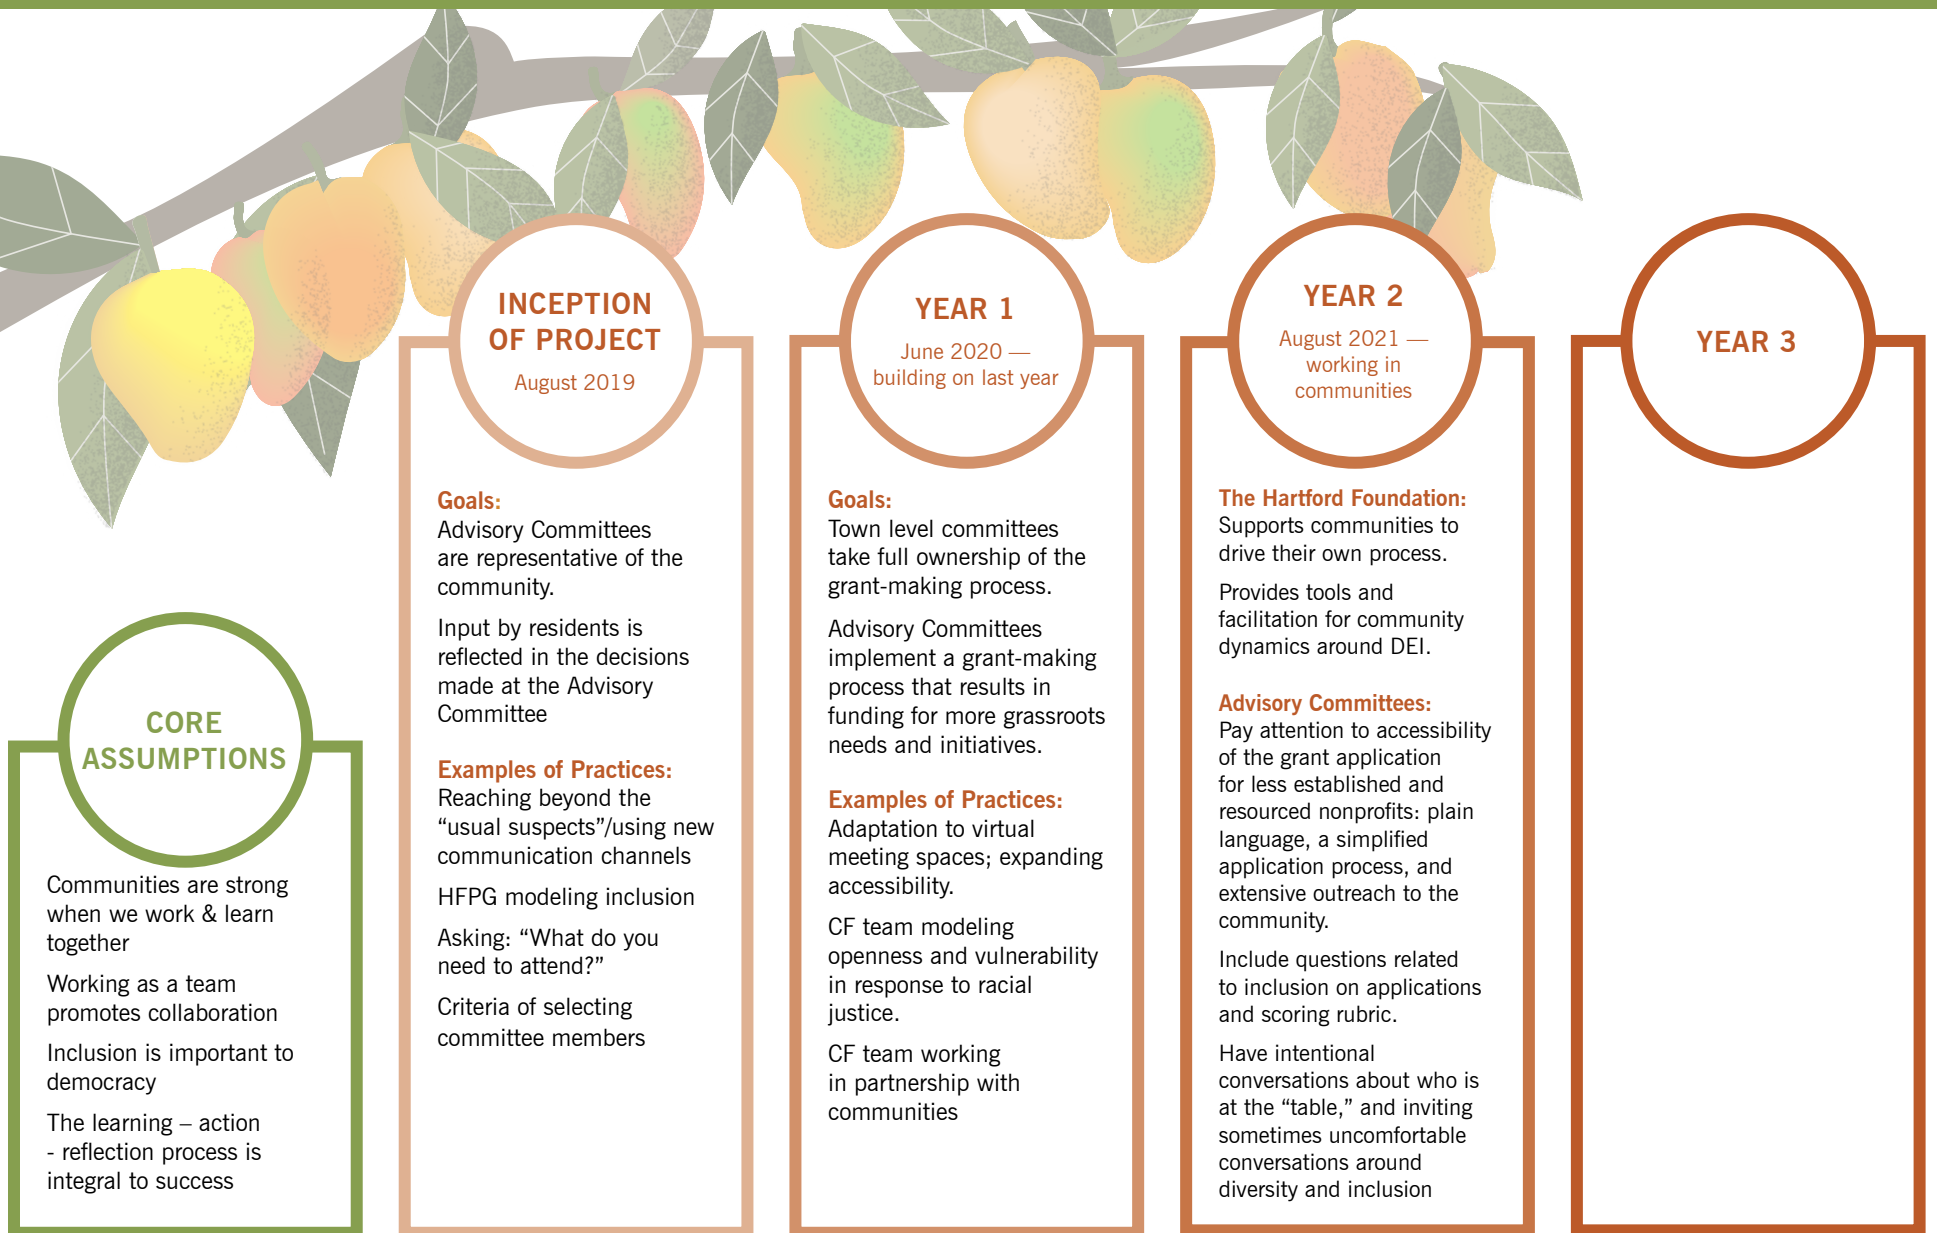 CORE
ASSUMPTIONS
Communities are strong
when we work & learn
together
Working as a team
promotes collaboration
Inclusion is important to
democracy
The learning – action
- reflection process is
integral to success
INCEPTION
OF PROJECT
August 2019
Goals:
Advisory Committees
are representative of the
community.
Input by residents is
reflected in the decisions
made at the Advisory
Committee
Examples of Practices:
Reaching beyond the
“usual suspects”/using new
communication channels
HFPG modeling inclusion
Asking: “What do you
need to attend?”
Criteria of selecting
committee members
YEAR 1
June 2020 —
building on last year
Goals:
Town level committees
take full ownership of the
grant-making process.
Advisory Committees
implement a grant-making
process that results in
funding for more grassroots
needs and initiatives.
Examples of Practices:
Adaptation to virtual
meeting spaces; expanding
accessibility.
CF team modeling
openness and vulnerability
in response to racial
justice.
CF team working
in partnership with
communities
YEAR 2
August 2021 —
working in
communities
The Hartford Foundation:
Supports communities to
drive their own process.
Provides tools and
facilitation for community
dynamics around DEI.
Advisory Committees:
Pay attention to accessibility
of the grant application
for less established and
resourced nonprofits: plain
language, a simplified
application process, and
extensive outreach to the
community.
Include questions related
to inclusion on applications
and scoring rubric.
Have intentional
conversations about who is
at the “table,” and inviting
sometimes uncomfortable
conversations around
diversity and inclusion
YEAR 3